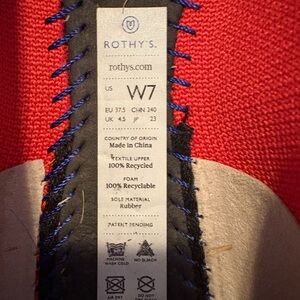 ROTHY'S.
rothys.com
US W7
EU 37.5 CHN 240
UK 4.5 JP 23
COUNTRY OF ORIGIN
Made in China
TEXTILE UPPER
100% Recycled
FOAM
100% Recyclable
SOLE MATERIAL
Rubber
PATENT PENDING
MACHINE NO BLEACH
WASH COLD
AIR DRY DO NOT